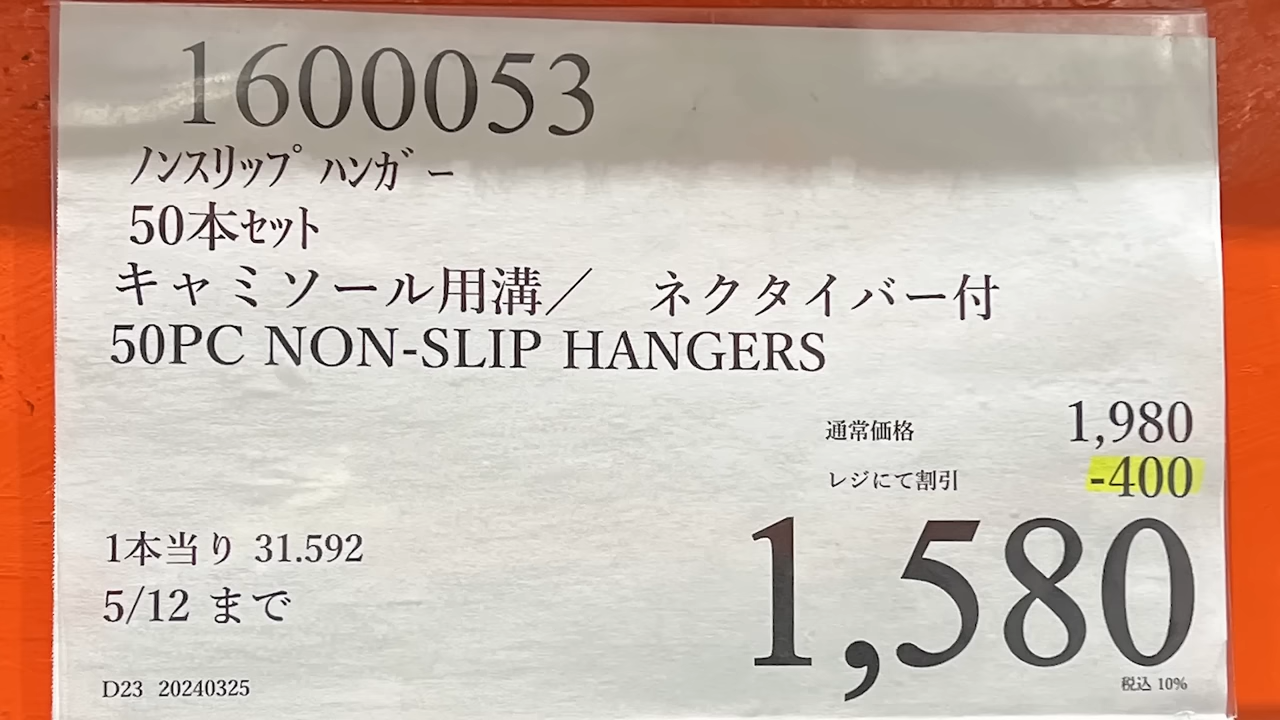 1600053
ﾉﾝｽﾘｯﾌﾟ ﾊﾝｶﾞｰ
50本ｾｯﾄ
キャミソール用溝／　ネクタイバー付
50PC NON-SLIP HANGERS
通常価格 1,980
レジにて割引 -400
1,580
1本当り 31.592
5/12 まで
税込 10%
D23 20240325